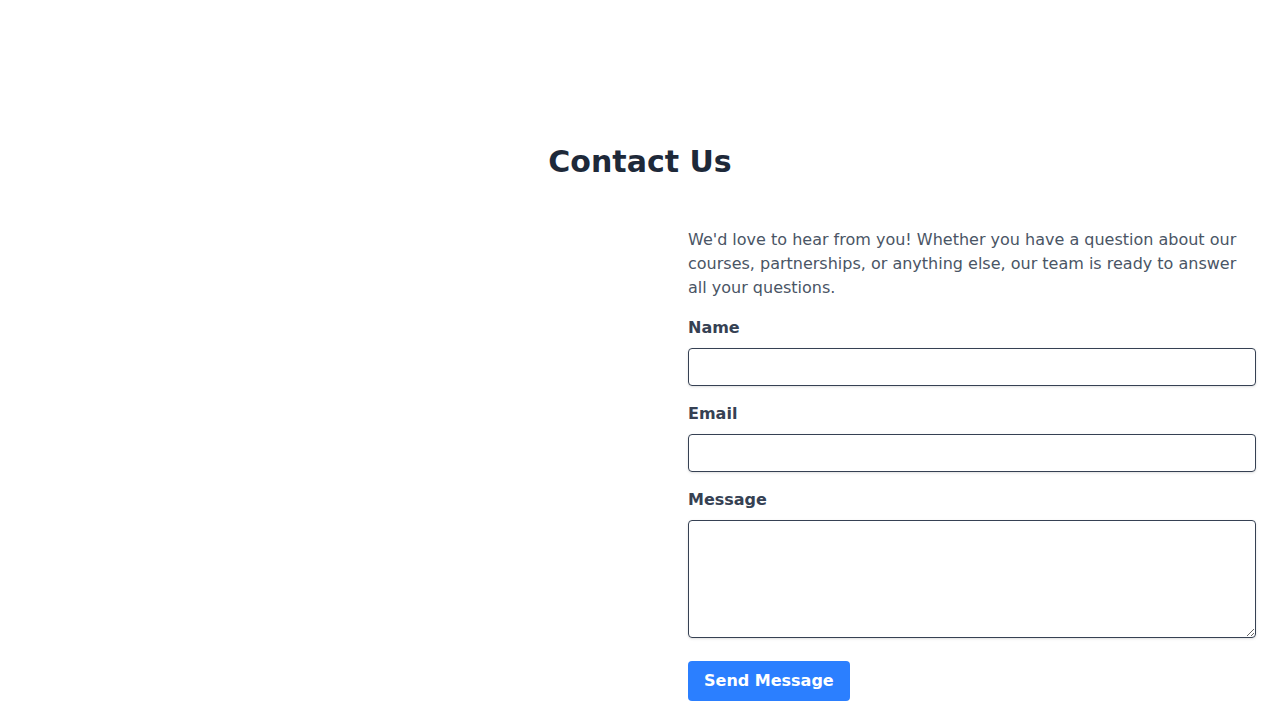 Contact Us
We'd love to hear from you! Whether you have a question about our
courses, partnerships, or anything else, our team is ready to answer
all your questions.
Name
Email
Message
Send Message